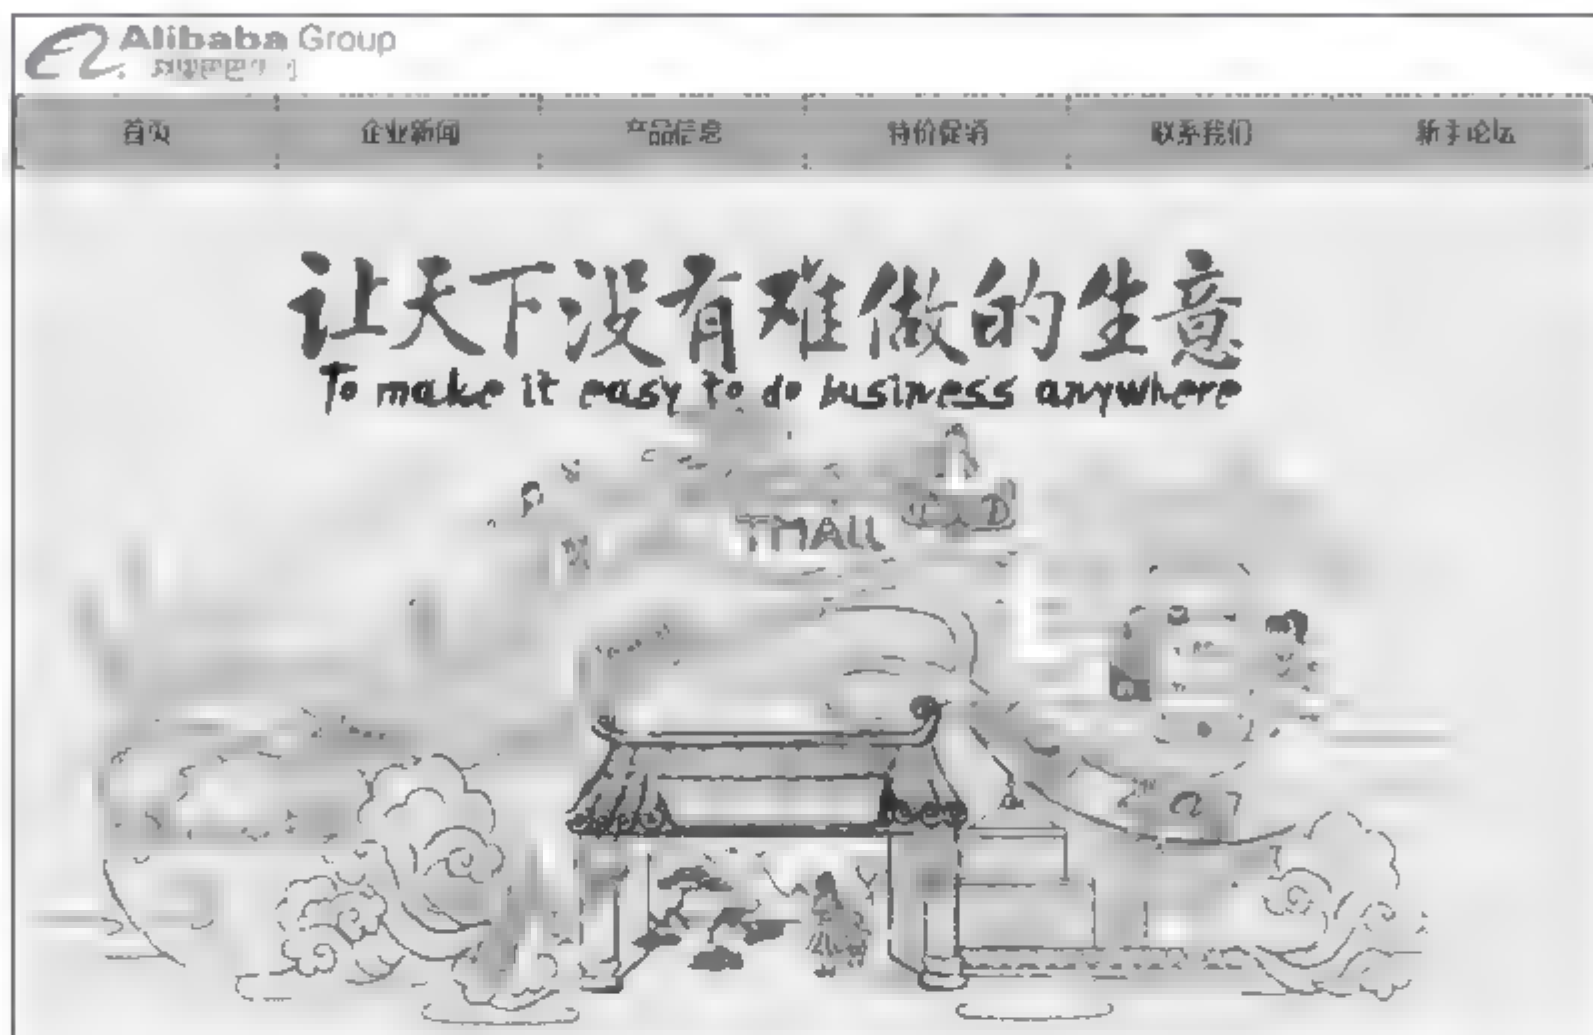 Alibaba Group
首页 企业新闻 产品信息 特价促销 联系我们 新手论坛
让天下没有难做的生意
To make it easy to do business anywhere
TMALL